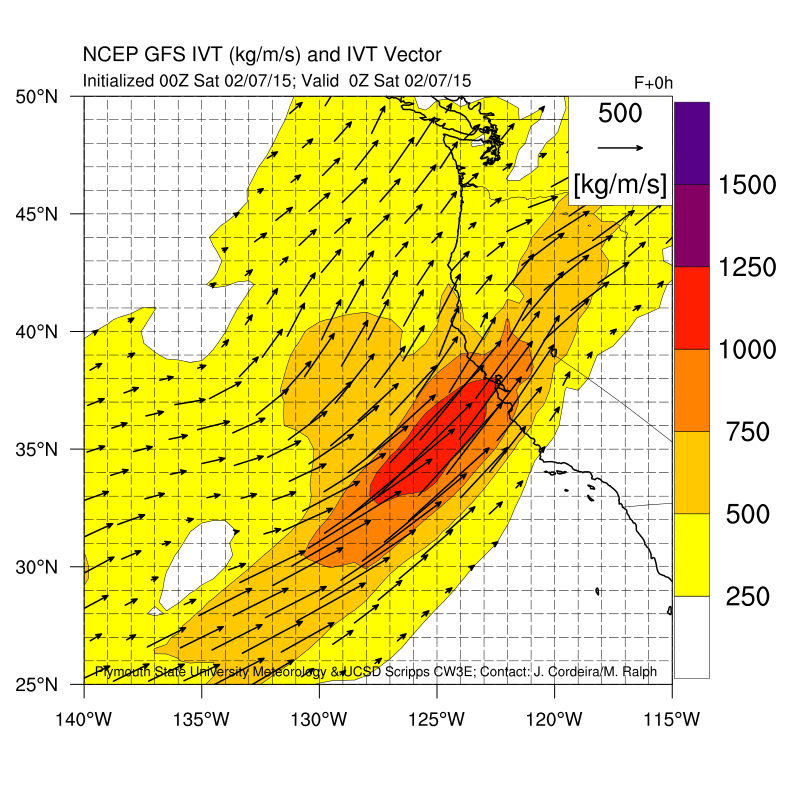 NCEP GFS IVT (kg/m/s) and IVT Vector
Initialized 00Z Sat 02/07/15; Valid  0Z Sat 02/07/15
F+0h
50°N
45°N
40°N
35°N
30°N
25°N
500
[kg/m/s]
1500
1250
1000
750
500
250
Plymouth State University Meteorology & UCSD Scripps CW3E; Contact: J. Cordeira/M. Ralph
140°W
135°W
130°W
125°W
120°W
115°W